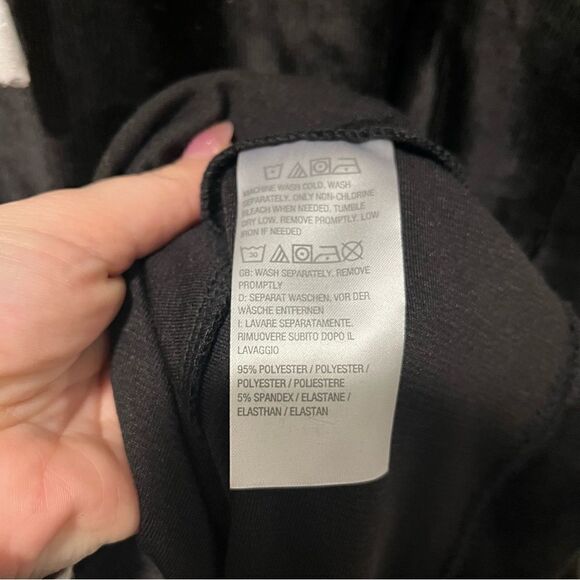 MACHINE WASH COLD, WASH
SEPARATELY. ONLY NON-CHLORINE
BLEACH WHEN NEEDED. TUMBLE
DRY LOW. REMOVE PROMPTLY. LOW
IRON IF NEEDED
30
GB: WASH SEPARATELY. REMOVE
PROMPTLY
D: SEPARAT WASCHEN. VOR DER
WÄSCHE ENTFERNEN
I: LAVARE SEPARATAMENTE.
RIMUOVERE SUBITO DOPO IL
LAVAGGIO
95% POLYESTER / POLYESTER /
POLYESTER / POLIESTERE
5% SPANDEX / ELASTANE /
ELASTHAN / ELASTAN